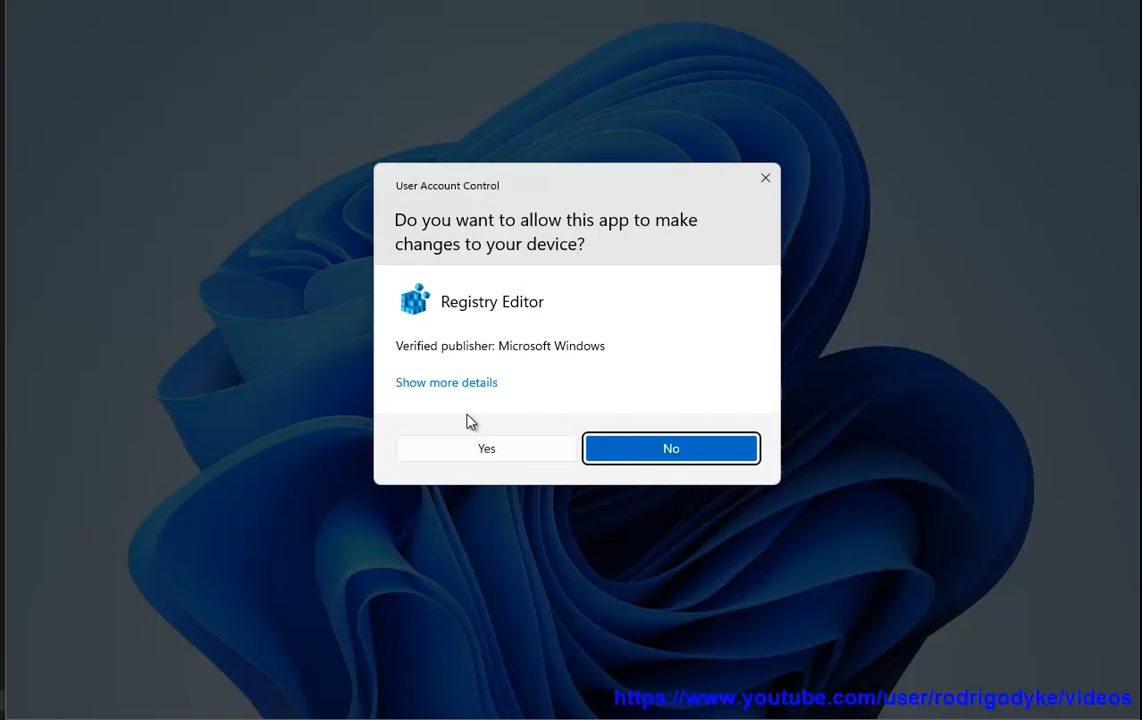 User Account Control
Do you want to allow this app to make
changes to your device?
Registry Editor
Verified publisher: Microsoft Windows
Show more details
Yes
No
https://www.youtube.com/user/rodrigodyke/videos